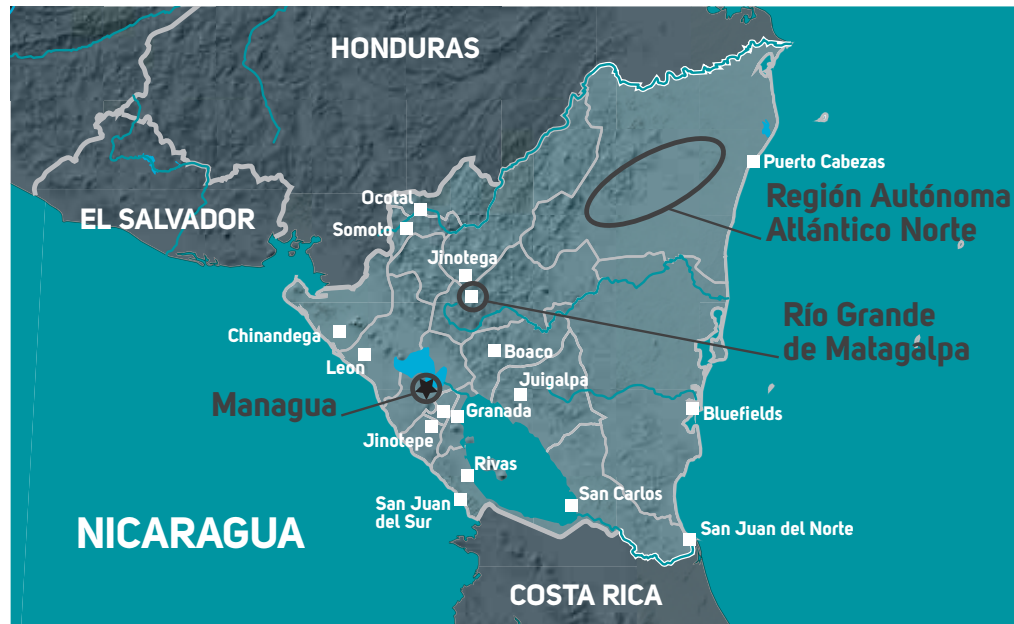 HONDURAS
Puerto Cabezas
Región Autónoma
Atlántico Norte
Ocotal
EL SALVADOR
Somoto
Jinotega
Río Grande
de Matagalpa
Chinandega
Leon
Boaco
Juigalpa
Managua
Granada
Bluefields
Jinotepe
Rivas
San Juan
del Sur
San Carlos
NICARAGUA
San Juan del Norte
COSTA RICA